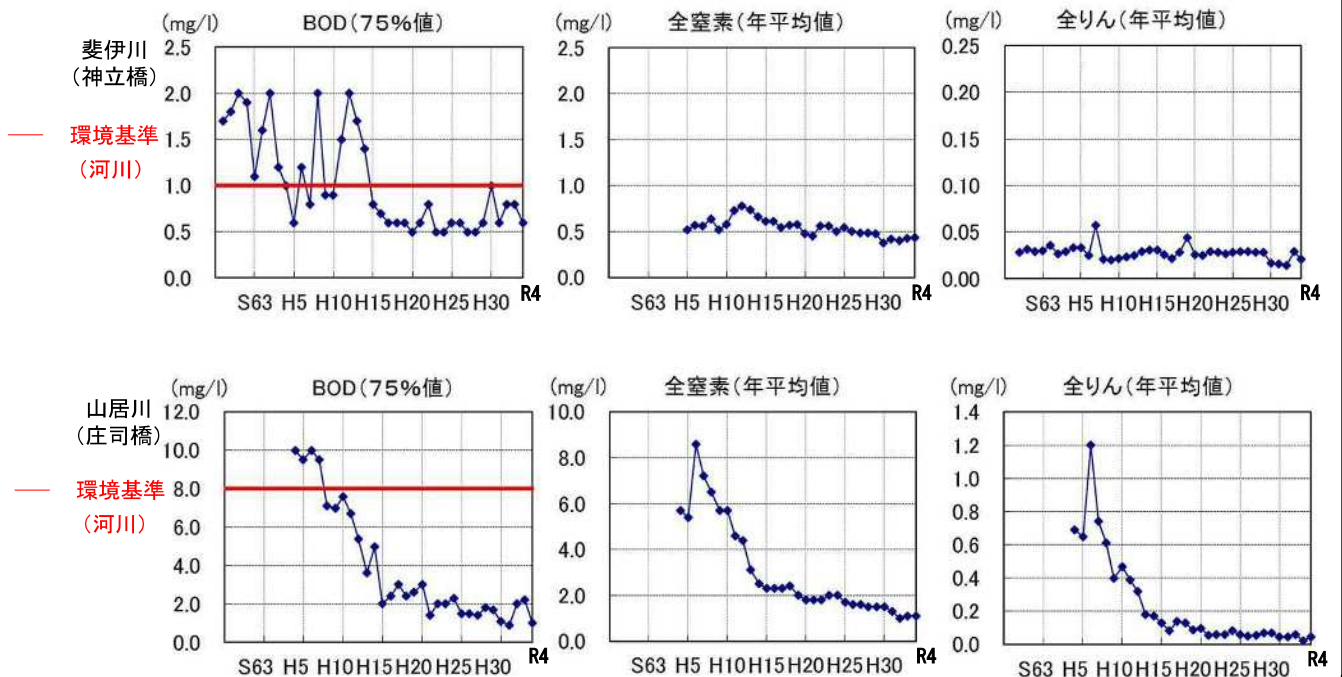 斐伊川
（神立橋）
環境基準
（河川）
(mg/l)
BOD（75％値）
2.5
2.0
1.5
1.0
0.5
0.0
S63 H5 H10 H15 H20 H25 H30 R4
(mg/l)
全窒素（年平均値）
2.5
2.0
1.5
1.0
0.5
0.0
S63 H5 H10 H15 H20 H25 H30 R4
(mg/l)
全りん（年平均値）
0.25
0.20
0.15
0.10
0.05
0.00
S63 H5 H10 H15 H20 H25 H30 R4
山居川
（庄司橋）
環境基準
（河川）
(mg/l)
BOD（75％値）
12.0
10.0
8.0
6.0
4.0
2.0
0.0
S63 H5 H10 H15 H20 H25 H30 R4
(mg/l)
全窒素（年平均値）
10.0
8.0
6.0
4.0
2.0
0.0
S63 H5 H10 H15 H20 H25 H30 R4
(mg/l)
全りん（年平均値）
1.4
1.2
1.0
0.8
0.6
0.4
0.2
0.0
S63 H5 H10 H15 H20 H25 H30 R4